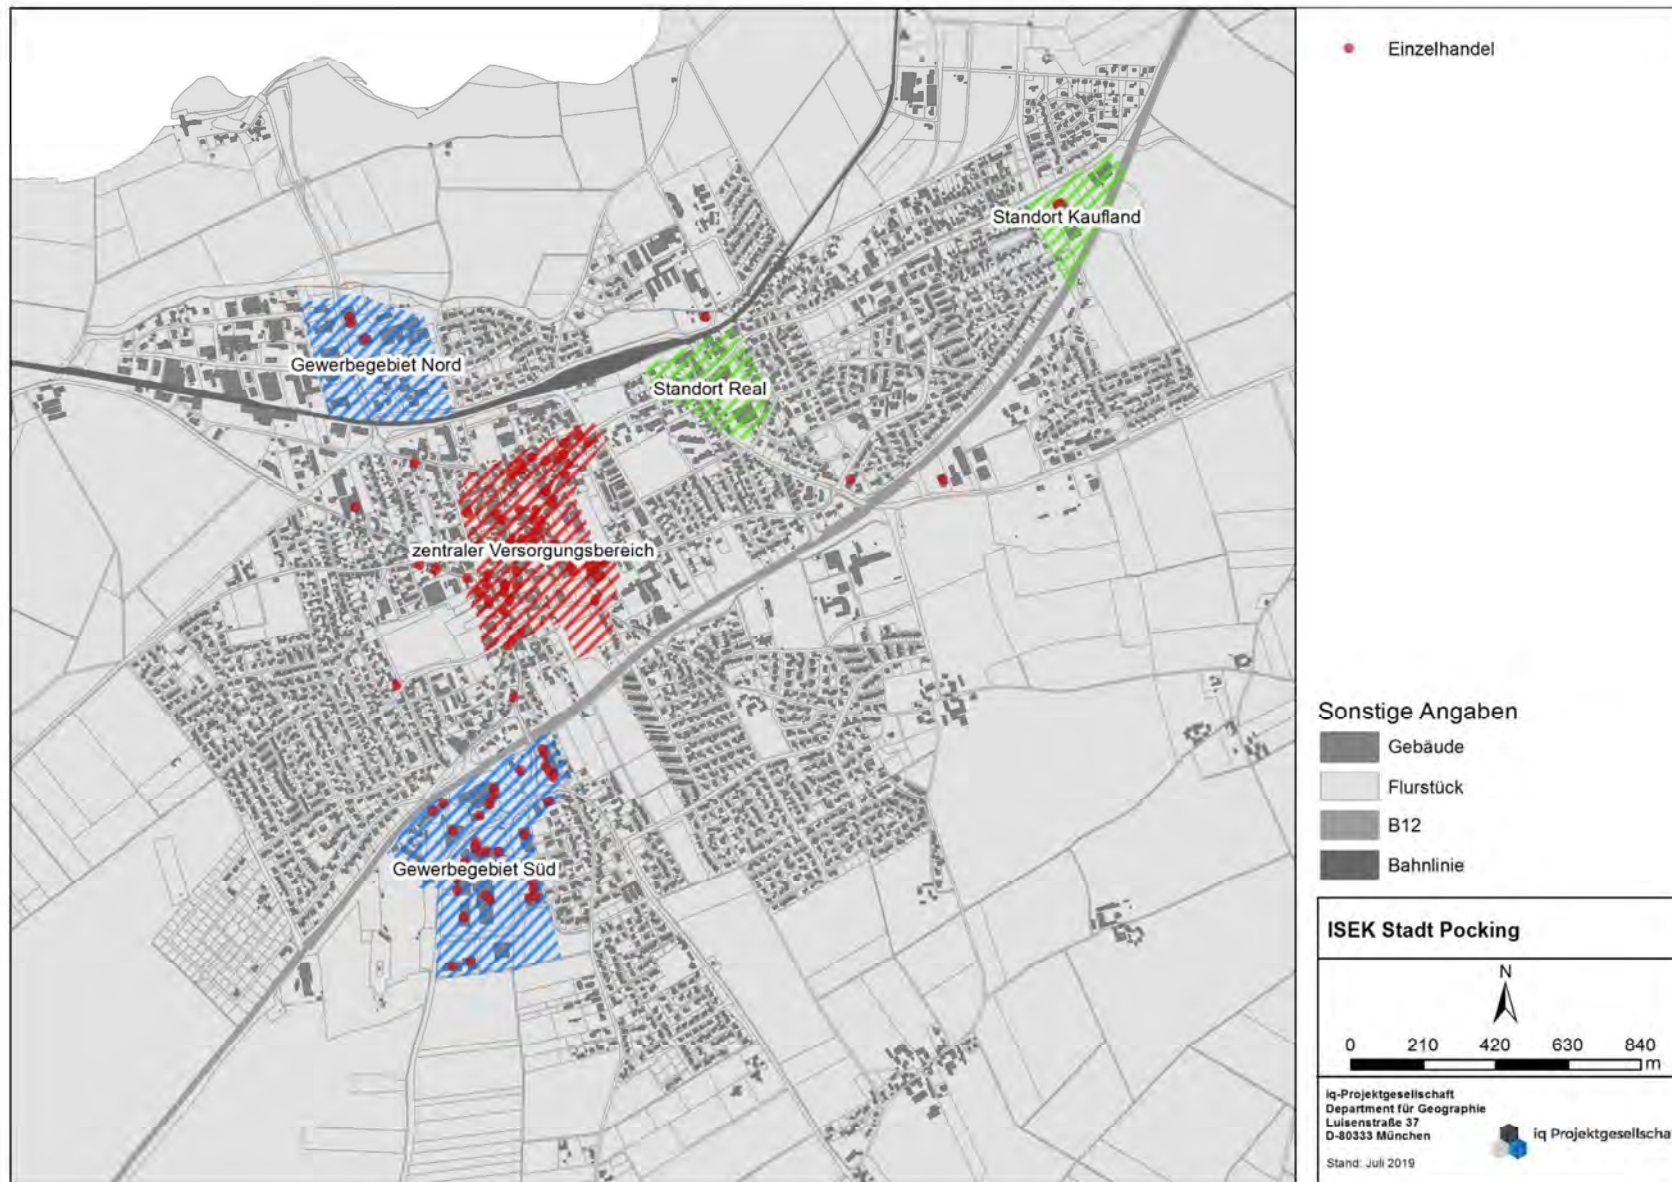 Einzelhandel
Standort Kaufland
Gewerbegebiet Nord
Standort Real
zentraler Versorgungsbereich
Gewerbegebiet Süd
Sonstige Angaben
Gebäude
Flurstück
B12
Bahnlinie
ISEK Stadt Pocking
N
0 210 420 630 840
m
iq-Projektgesellschaft
Department für Geographie
Luisenstraße 37
D-80333 München
iq Projektgesellscha
Stand: Juli 2019